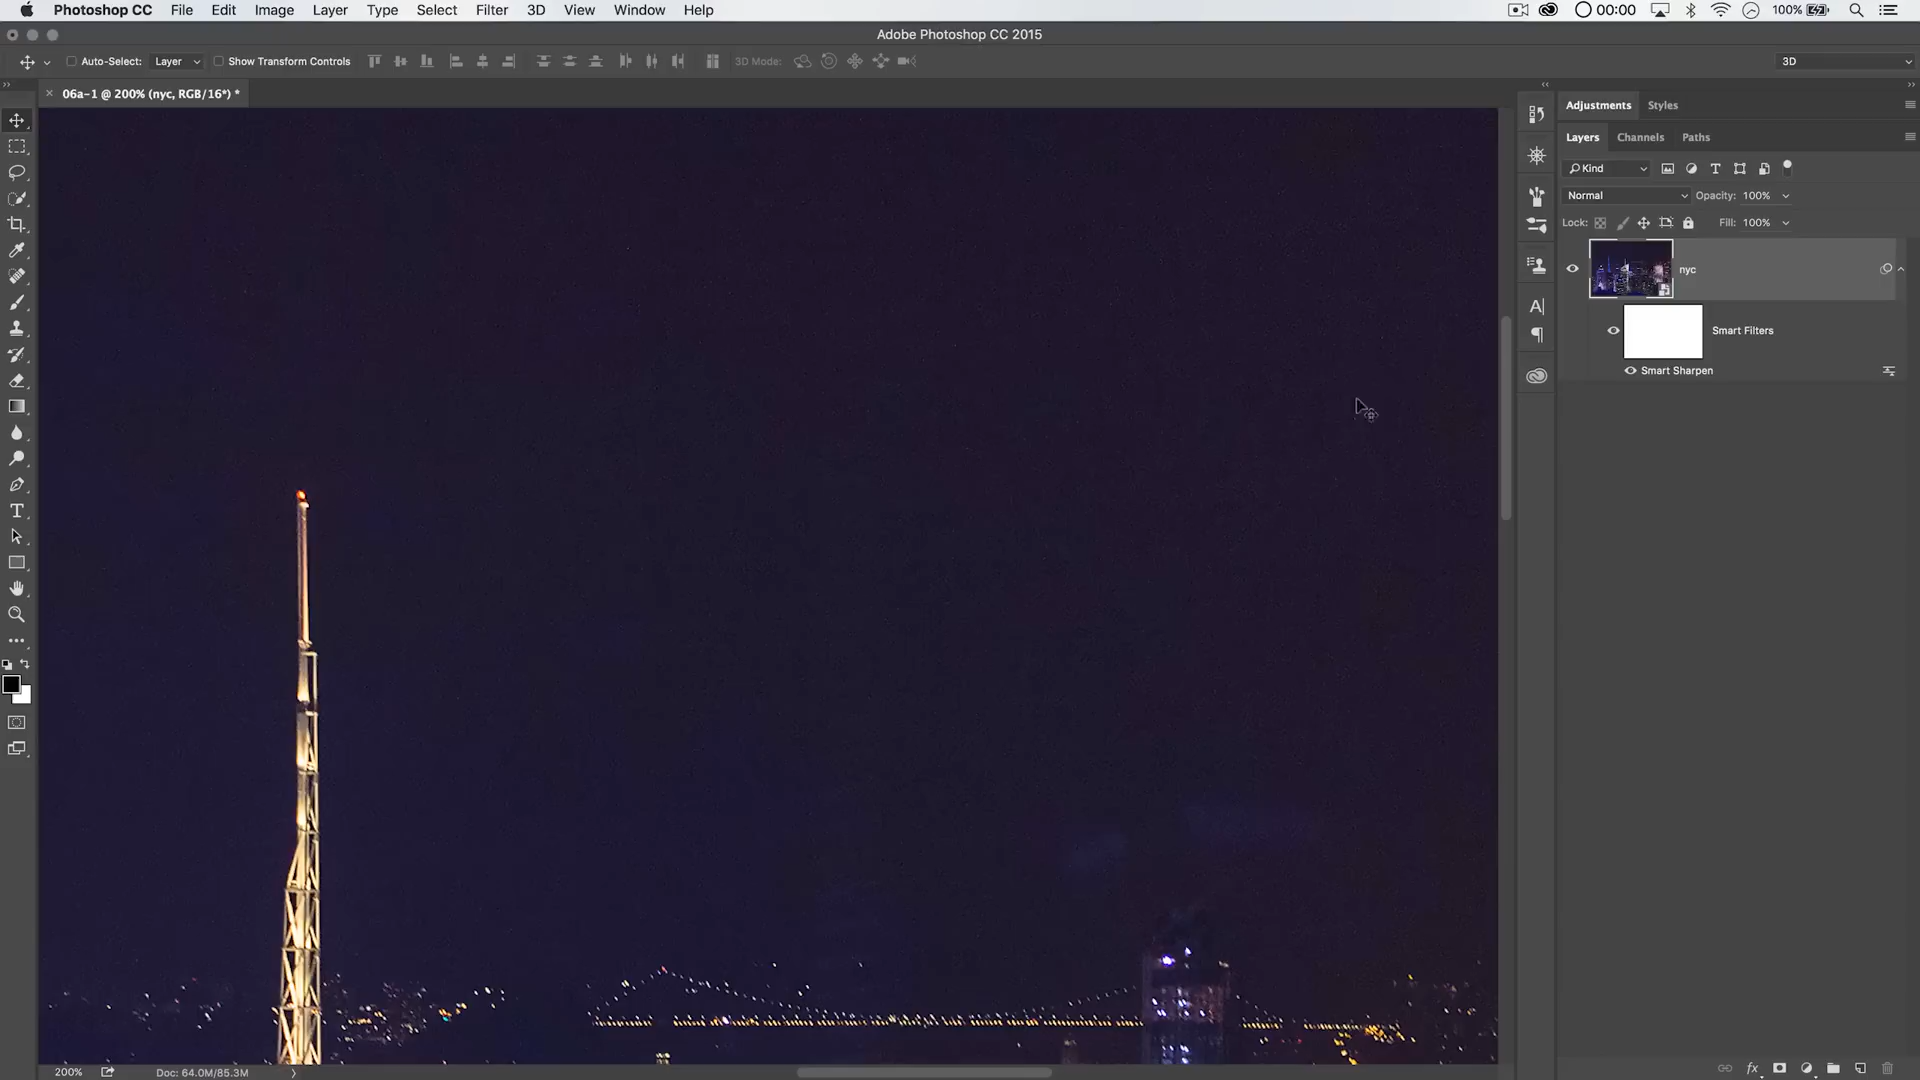 Photoshop CC File Edit Image Layer Type Select Filter 3D View Window Help 00:00 100%
Adobe Photoshop CC 2015
Auto-Select: Layer Show Transform Controls 3D Mode: 3D
06a-1 @ 200% (nyc, RGB/16*) *
Adjustments Styles
Layers Channels Paths
Kind
Normal Opacity: 100%
Lock: Fill: 100%
nyc
Smart Filters
Smart Sharpen
200% Doc: 64.0M/85.3M